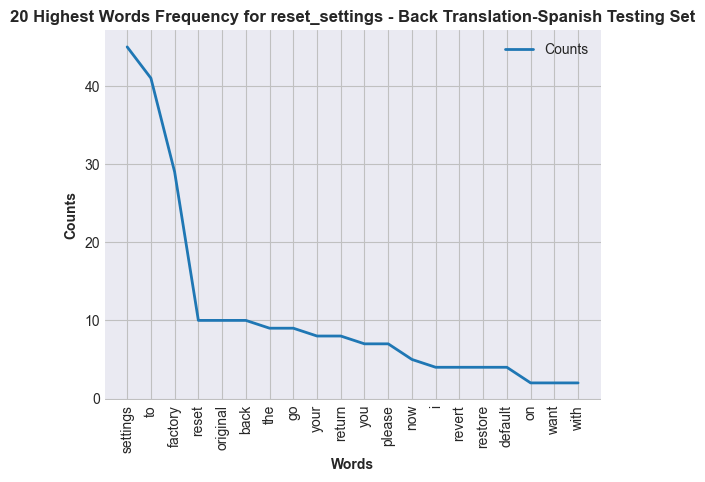 20 Highest Words Frequency for reset_settings - Back Translation-Spanish Testing Set
Counts
40
30
20
10
0
Counts
settings
to
factory
reset
original
back
the
go
your
return
you
please
now
i
revert
restore
default
on
want
with
Words